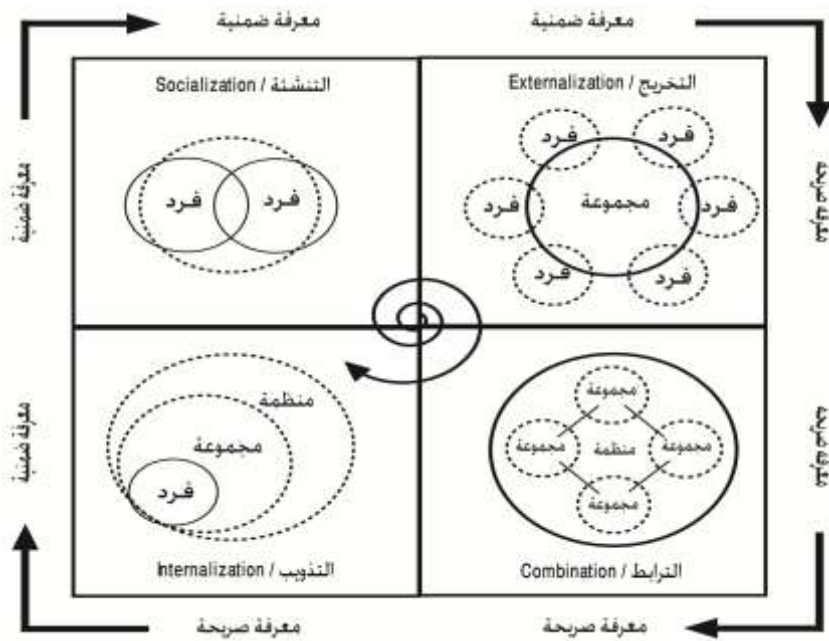 معرفة ضمنية
معرفة ضمنية
معرفة ضمنية
Socialization / التنشئة
فرد
فرد
Externalization / التخريج
فرد
فرد
فرد
مجموعة
فرد
فرد
فرد
معرفة صريحة
معرفة ضمنية
منظمة
مجموعة
فرد
Internalization / التذويب
مجموعة
مجموعة
منظمة
مجموعة
مجموعة
Combination / الترابط
معرفة صريحة
معرفة صريحة
معرفة صريحة